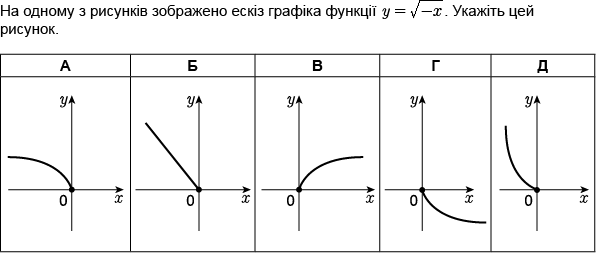 На одному з рисунків зображено ескіз графіка функції y = √−x. Укажіть цей
рисунок.
А Б В Г Д
y y y y y
0 x 0 x 0 x 0 x 0 x